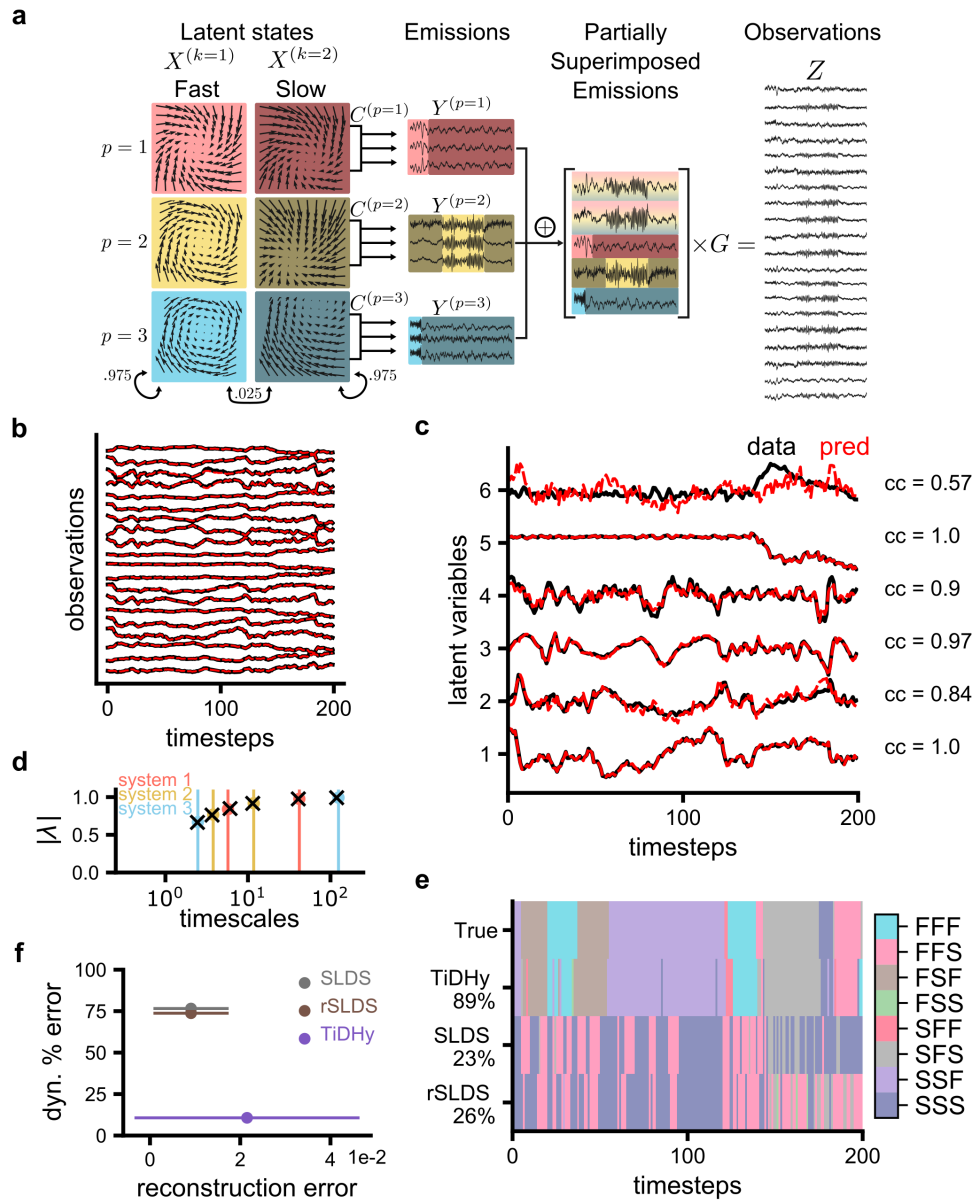 a
Latent states
Emissions
Partially Superimposed Emissions
Observations
X^(k=1)
X^(k=2)
Fast
Slow
Z
p = 1
p = 2
p = 3
C^(p=1)
Y^(p=1)
C^(p=2)
Y^(p=2)
C^(p=3)
Y^(p=3)
⊕
×G =
.975
.025
.975
b
observations
0
100
200
timesteps
c
data
pred
latent variables
6
5
4
3
2
1
cc = 0.57
cc = 1.0
cc = 0.9
cc = 0.97
cc = 0.84
cc = 1.0
0
200
timesteps
d
system 1
system 2
system 3
|λ|
1.0
0.5
0.0
10^0
10^1
10^2
timescales
e
True
TiDHy
89%
SLDS
23%
rSLDS
26%
0
100
200
timesteps
FFF
FFS
FSF
FSS
SFF
SFS
SSF
SSS
f
dyn. % error
100
75
50
25
0
SLDS
rSLDS
TiDHy
0
2
4
1e-2
reconstruction error